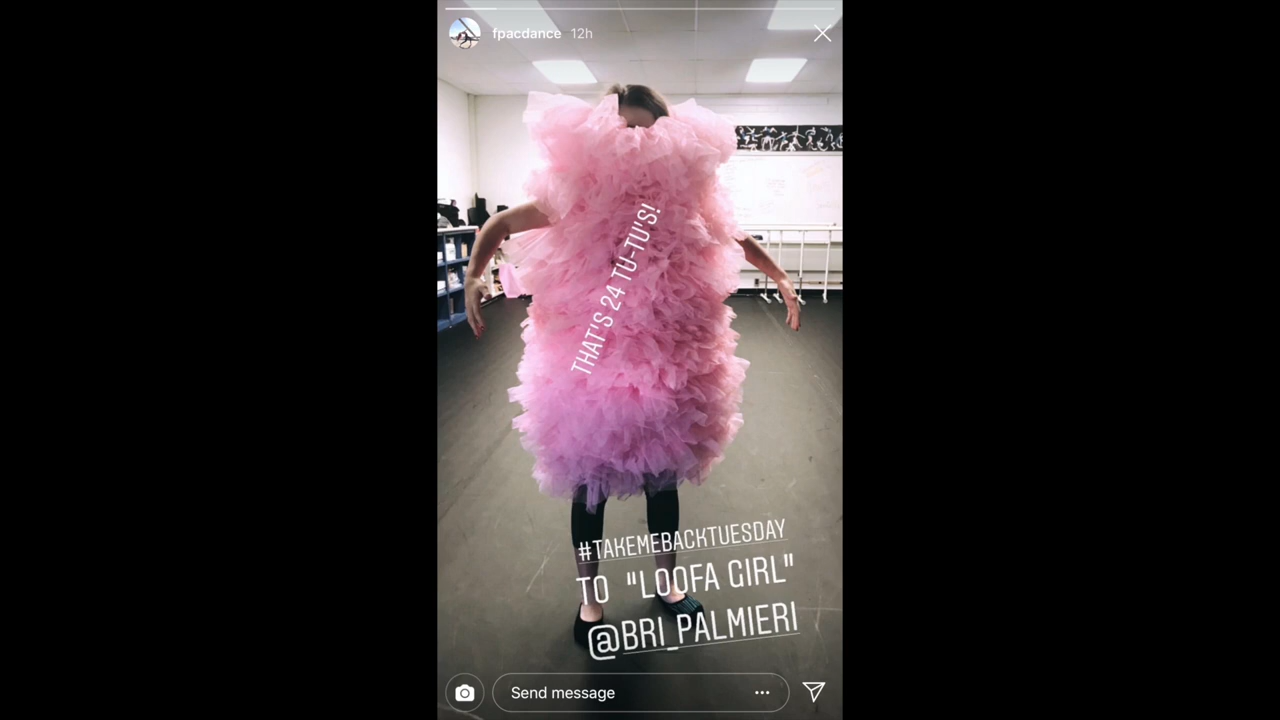 fpacdance 12h
THAT'S 24 TU-TU'S!
#TAKEMEBACKTUESDAY
TO "LOOFA GIRL"
@BRI_PALMIERI
Send message